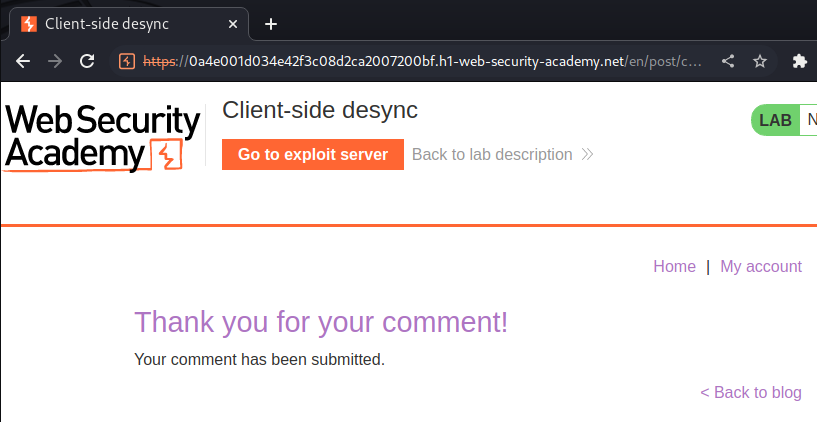 Client-side desync
https://0a4e001d034e42f3c08d2ca2007200bf.h1-web-security-academy.net/en/post/c…
Web Security
Academy
Client-side desync
LAB N
Go to exploit server Back to lab description
Home | My account
Thank you for your comment!
Your comment has been submitted.
< Back to blog